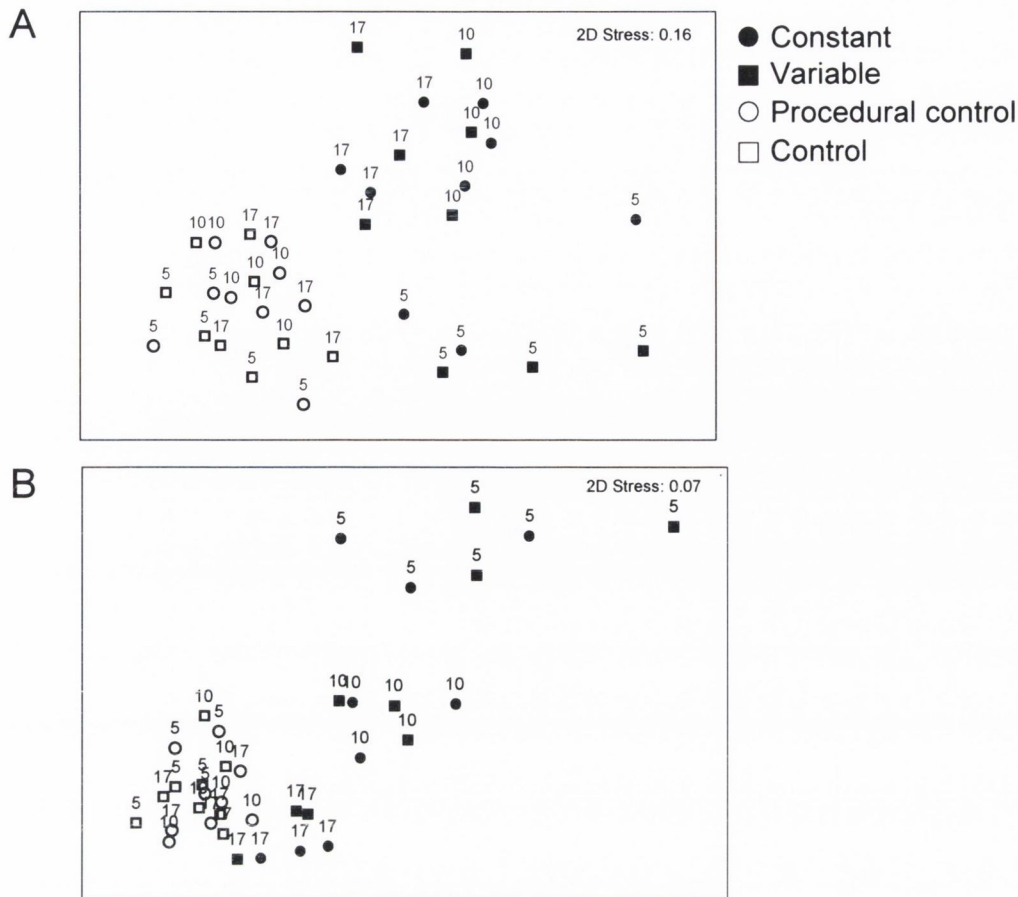 A
2D Stress: 0.16
17 10
17 10
10 10
17 17
17 10
17 10
5
10 10 17 17
10 10
5 5 10 17 17
5 5 17 10 17
5 5
5 5 5 5 5
Constant
Variable
Procedural control
Control
B
2D Stress: 0.07
5 5 5 5
5 5
10 10 10 10
10 10
10 5
5 10 17
5 5
17 5 10
5 17 10
10
17 17
17 17 17 17